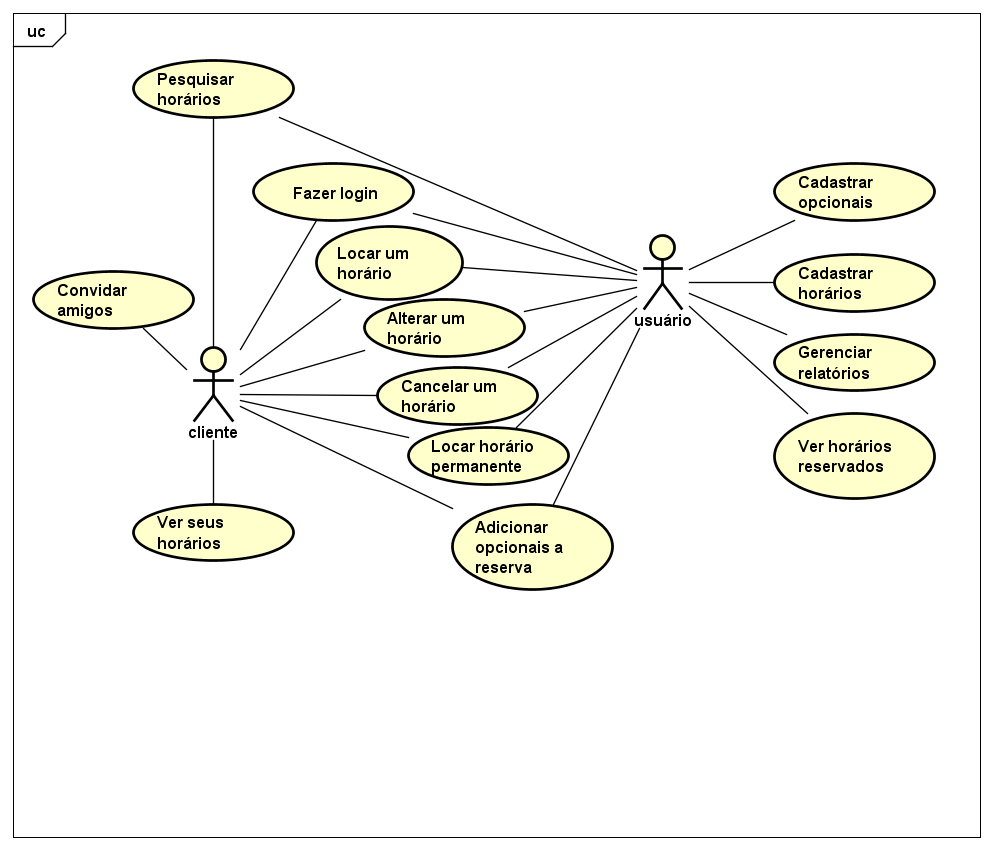 uc
Pesquisar
horários
Fazer login
Cadastrar
opcionais
Locar um
horário
Cadastrar
horários
Convidar
amigos
usuário
Alterar um
horário
Gerenciar
relatórios
Cancelar um
horário
cliente
Locar horário
permanente
Ver horários
reservados
Ver seus
horários
Adicionar
opcionais a
reserva